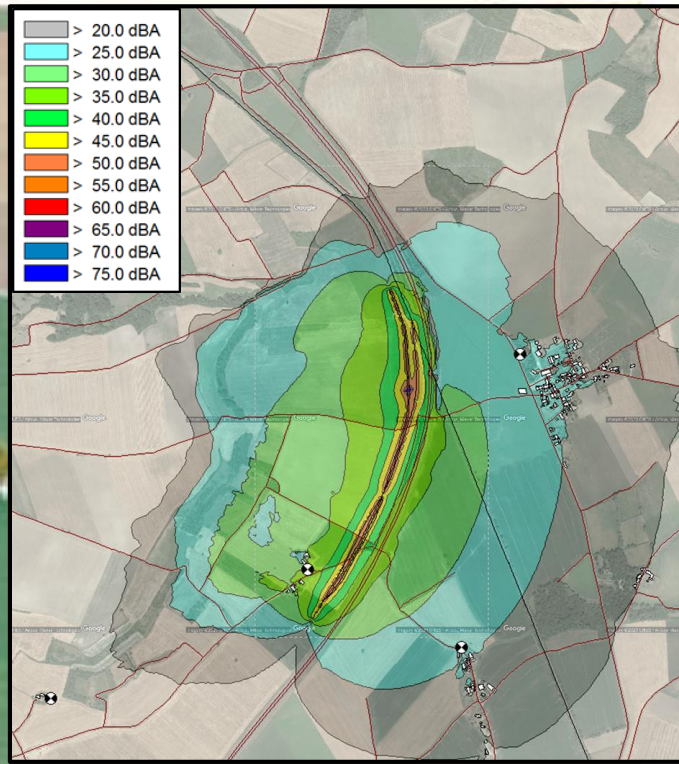 > 20.0 dBA
> 25.0 dBA
> 30.0 dBA
> 35.0 dBA
> 40.0 dBA
> 45.0 dBA
> 50.0 dBA
> 55.0 dBA
> 60.0 dBA
> 65.0 dBA
> 70.0 dBA
> 75.0 dBA
Google
Google
Google
Google
Google
Google
Google